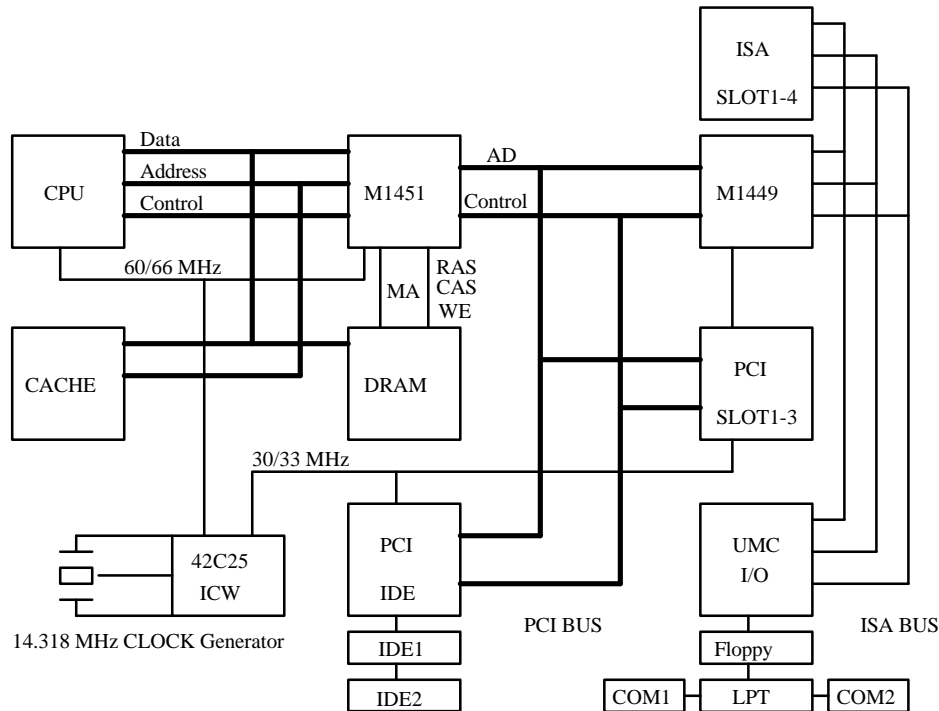 ISA
SLOT1-4
Data
Address
Control
CPU
M1451
AD
Control
M1449
60/66 MHz
MA
RAS
CAS
WE
CACHE
DRAM
PCI
SLOT1-3
30/33 MHz
42C25
ICW
14.318 MHz CLOCK Generator
PCI
IDE
IDE1
IDE2
PCI BUS
UMC
I/O
ISA BUS
Floppy
COM1
LPT
COM2